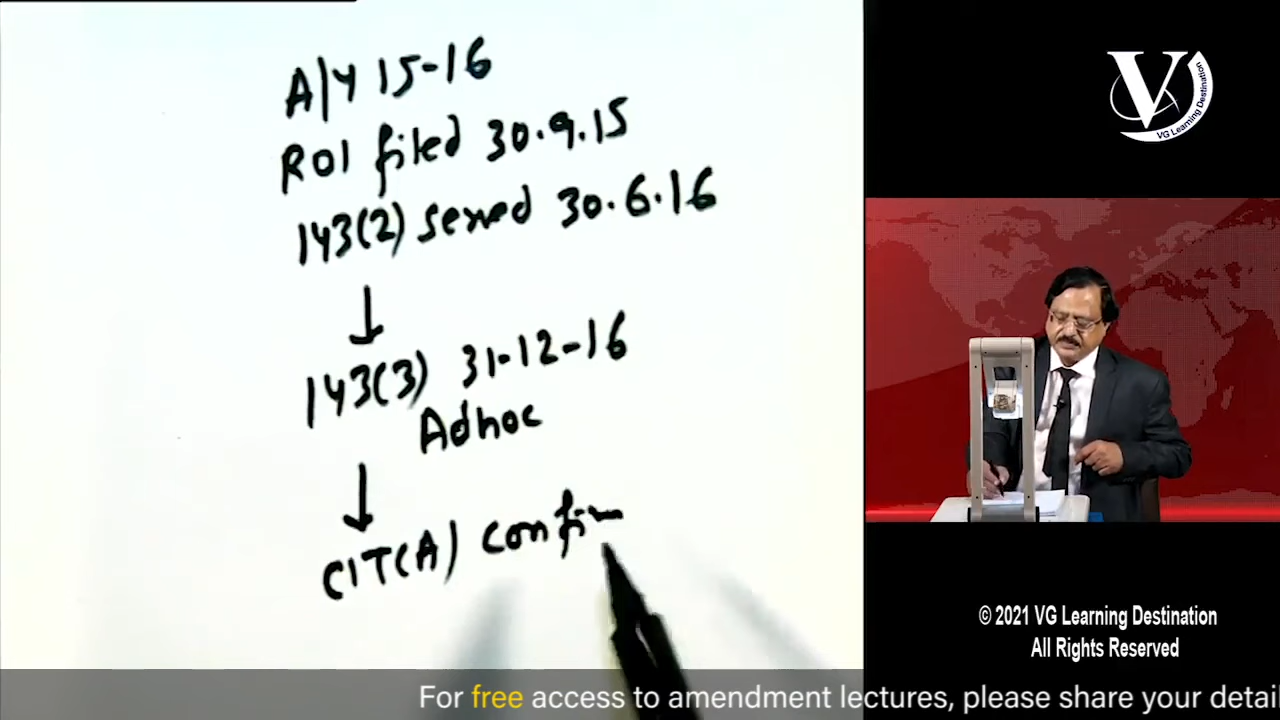 A/Y 15-16
ROI filed 30.9.15
143(2) served 30.6.16
↓
143(3) 31-12-16
Adhoc
↓
CIT(A) confirm
V
VG Learning Destination
© 2021 VG Learning Destination
All Rights Reserved
For free access to amendment lectures, please share your detai